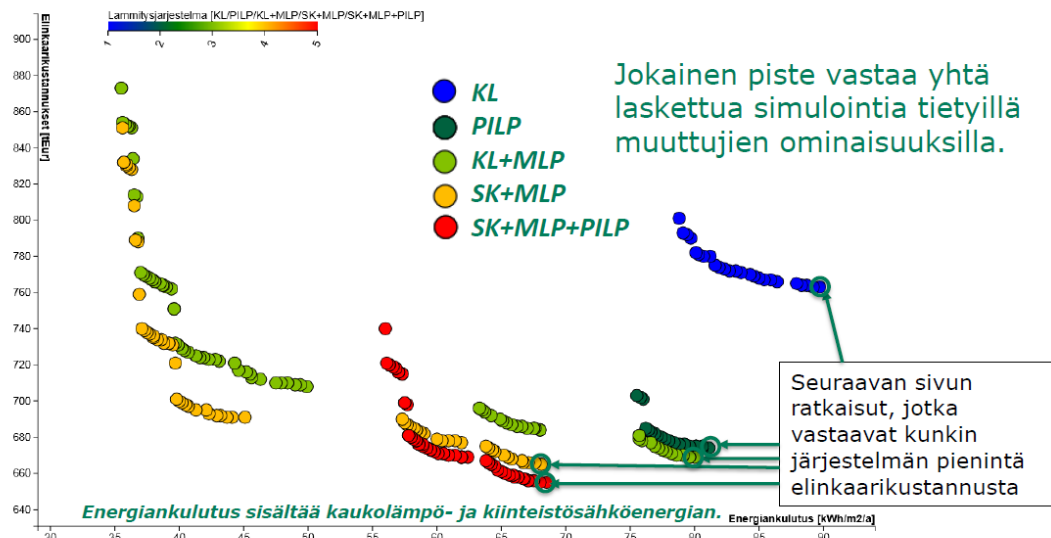 Lammitysjarjestelma [KL/PILP/KL+MLP/SK+MLP/SK+MLP+PILP]
1 2 3 4 5
Elinkaarikustannukset [tEur]
900
880
860
840
820
800
780
760
740
720
700
680
660
640
KL
PILP
KL+MLP
SK+MLP
SK+MLP+PILP
Jokainen piste vastaa yhtä
laskettua simulointia tietyillä
muuttujien ominaisuuksilla.
Seuraavan sivun
ratkaisut, jotka
vastaavat kunkin
järjestelmän pienintä
elinkaarikustannusta
Energiankulutus sisältää kaukolämpö- ja kiinteistösähköenergian.
Energiankulutus [kWh/m2/a]
30 35 40 45 50 55 60 65 70 75 80 85 90